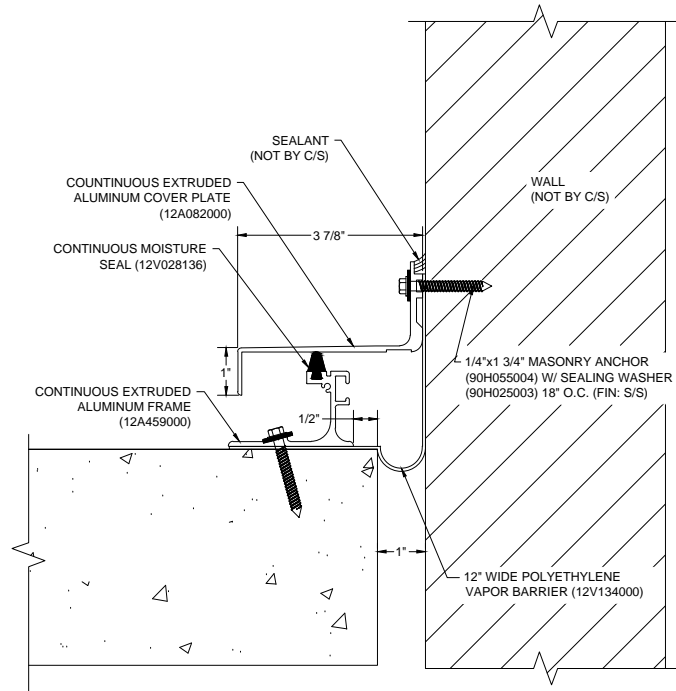 SEALANT
(NOT BY C/S)
COUNTINUOUS EXTRUDED
ALUMINUM COVER PLATE
(12A082000)
WALL
(NOT BY C/S)
3 7/8"
CONTINUOUS MOISTURE
SEAL (12V028136)
1"
1/4"x1 3/4" MASONRY ANCHOR
(90H055004) W/ SEALING WASHER
(90H025003) 18" O.C. (FIN: S/S)
CONTINUOUS EXTRUDED
ALUMINUM FRAME
(12A459000)
1/2"
1"
12" WIDE POLYETHYLENE
VAPOR BARRIER (12V134000)